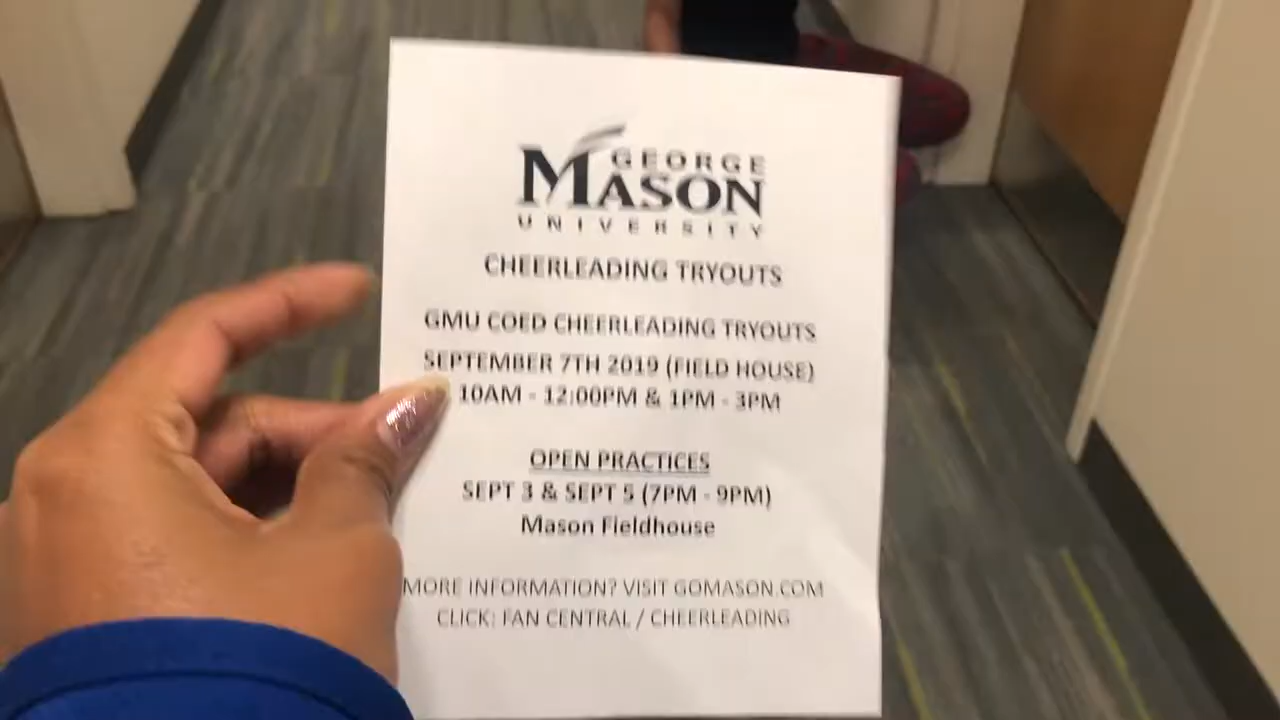 GEORGE
MASON
UNIVERSITY
CHEERLEADING TRYOUTS
GMU COED CHEERLEADING TRYOUTS
SEPTEMBER 7TH 2019 (FIELD HOUSE)
10AM - 12:00PM & 1PM - 3PM
OPEN PRACTICES
SEPT 3 & SEPT 5 (7PM - 9PM)
Mason Fieldhouse
MORE INFORMATION? VISIT GOMASON.COM
CLICK: FAN CENTRAL / CHEERLEADING